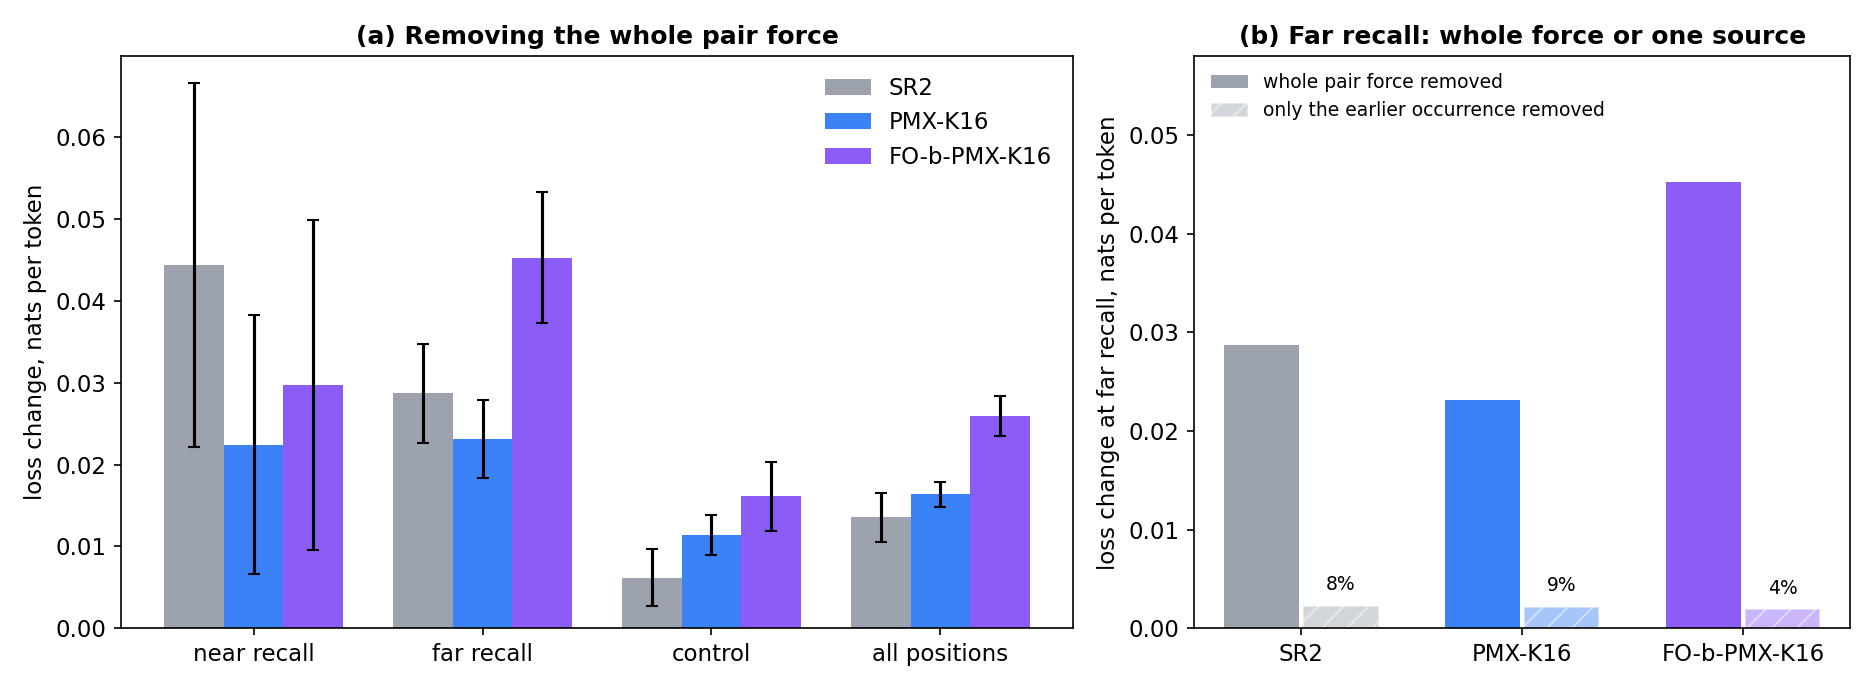 (a) Removing the whole pair force
loss change, nats per token
0.06
0.05
0.04
0.03
0.02
0.01
0.00
SR2
PMX-K16
FO-b-PMX-K16
near recall
far recall
control
all positions
(b) Far recall: whole force or one source
loss change at far recall, nats per token
0.05
0.04
0.03
0.02
0.01
0.00
whole pair force removed
only the earlier occurrence removed
8%
9%
4%
SR2
PMX-K16
FO-b-PMX-K16